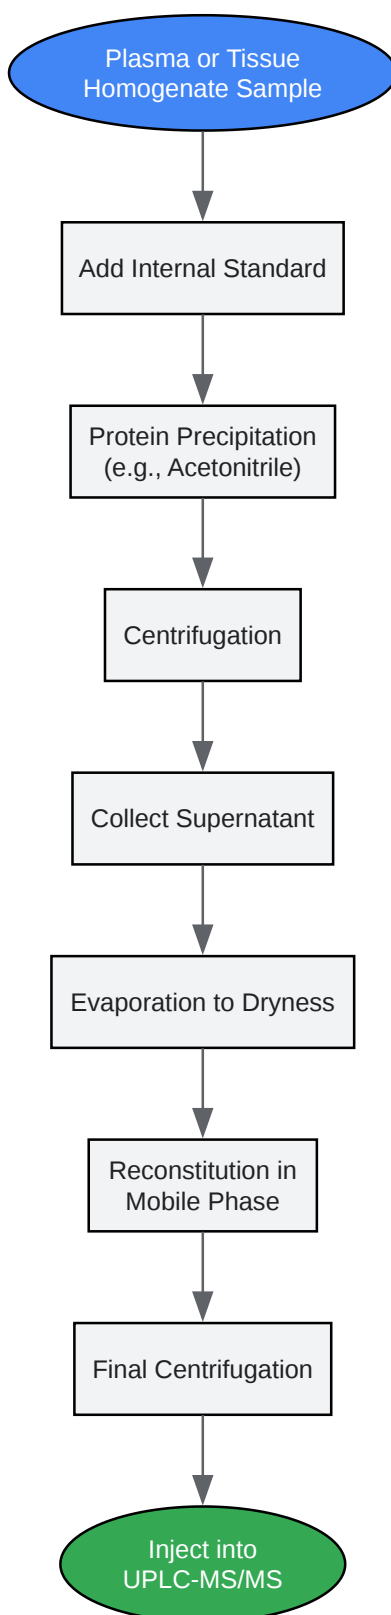 Plasma or Tissue
Homogenate Sample
Add Internal Standard
Protein Precipitation
(e.g., Acetonitrile)
Centrifugation
Collect Supernatant
Evaporation to Dryness
Reconstitution in
Mobile Phase
Final Centrifugation
Inject into
UPLC-MS/MS